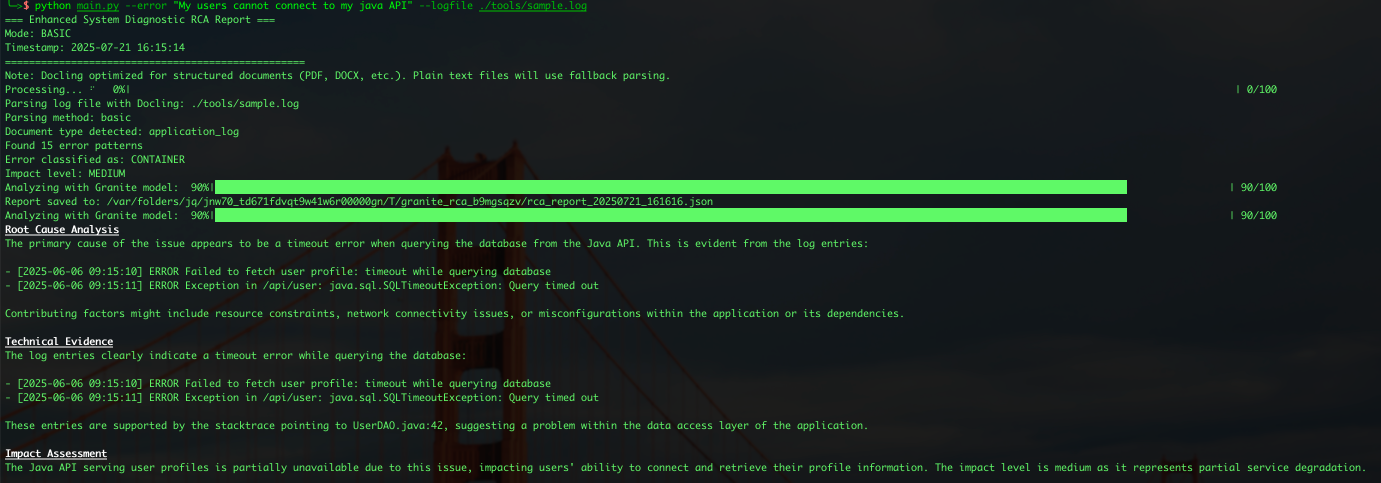 └─>$ python main.py --error "My users cannot connect to my java API" --logfile ./tools/sample.log
=== Enhanced System Diagnostic RCA Report ===
Mode: BASIC
Timestamp: 2025-07-21 16:15:14
==================================================
Note: Docling optimized for structured documents (PDF, DOCX, etc.). Plain text files will use fallback parsing.
Processing... ⠋   0%| | 0/100
Parsing log file with Docling: ./tools/sample.log
Parsing method: basic
Document type detected: application_log
Found 15 error patterns
Error classified as: CONTAINER
Impact level: MEDIUM
Analyzing with Granite model:  90%| | 90/100
Report saved to: /var/folders/jq/jnw70_td671fdvqt9w41w6r00000gn/T/granite_rca_b9mgsqzv/rca_report_20250721_161616.json
Analyzing with Granite model:  90%| | 90/100
Root Cause Analysis
The primary cause of the issue appears to be a timeout error when querying the database from the Java API. This is evident from the log entries:
- [2025-06-06 09:15:10] ERROR Failed to fetch user profile: timeout while querying database
- [2025-06-06 09:15:11] ERROR Exception in /api/user: java.sql.SQLTimeoutException: Query timed out
Contributing factors might include resource constraints, network connectivity issues, or misconfigurations within the application or its dependencies.
Technical Evidence
The log entries clearly indicate a timeout error while querying the database:
- [2025-06-06 09:15:10] ERROR Failed to fetch user profile: timeout while querying database
- [2025-06-06 09:15:11] ERROR Exception in /api/user: java.sql.SQLTimeoutException: Query timed out
These entries are supported by the stacktrace pointing to UserDAO.java:42, suggesting a problem within the data access layer of the application.
Impact Assessment
The Java API serving user profiles is partially unavailable due to this issue, impacting users' ability to connect and retrieve their profile information. The impact level is medium as it represents partial service degradation.